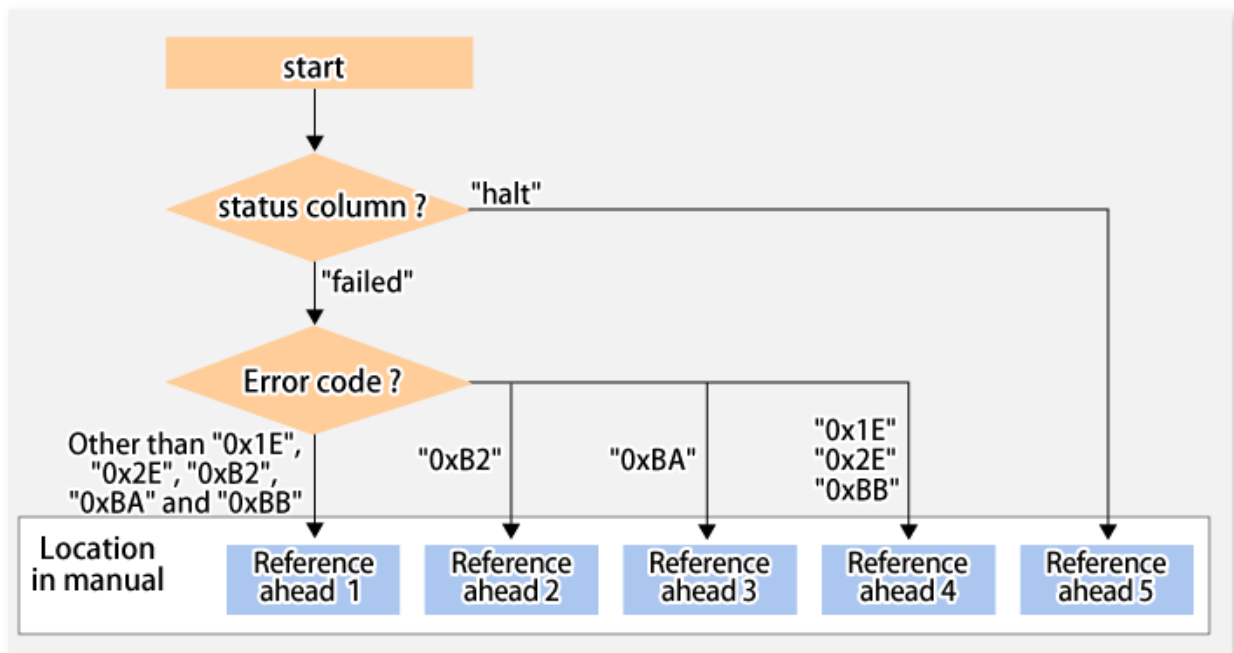 start
status column ?
"halt"
"failed"
Error code ?
Other than "0x1E",
"0x2E", "0xB2",
"0xBA" and "0xBB"
"0xB2"
"0xBA"
"0x1E"
"0x2E"
"0xBB"
Location
in manual
Reference
ahead 1
Reference
ahead 2
Reference
ahead 3
Reference
ahead 4
Reference
ahead 5